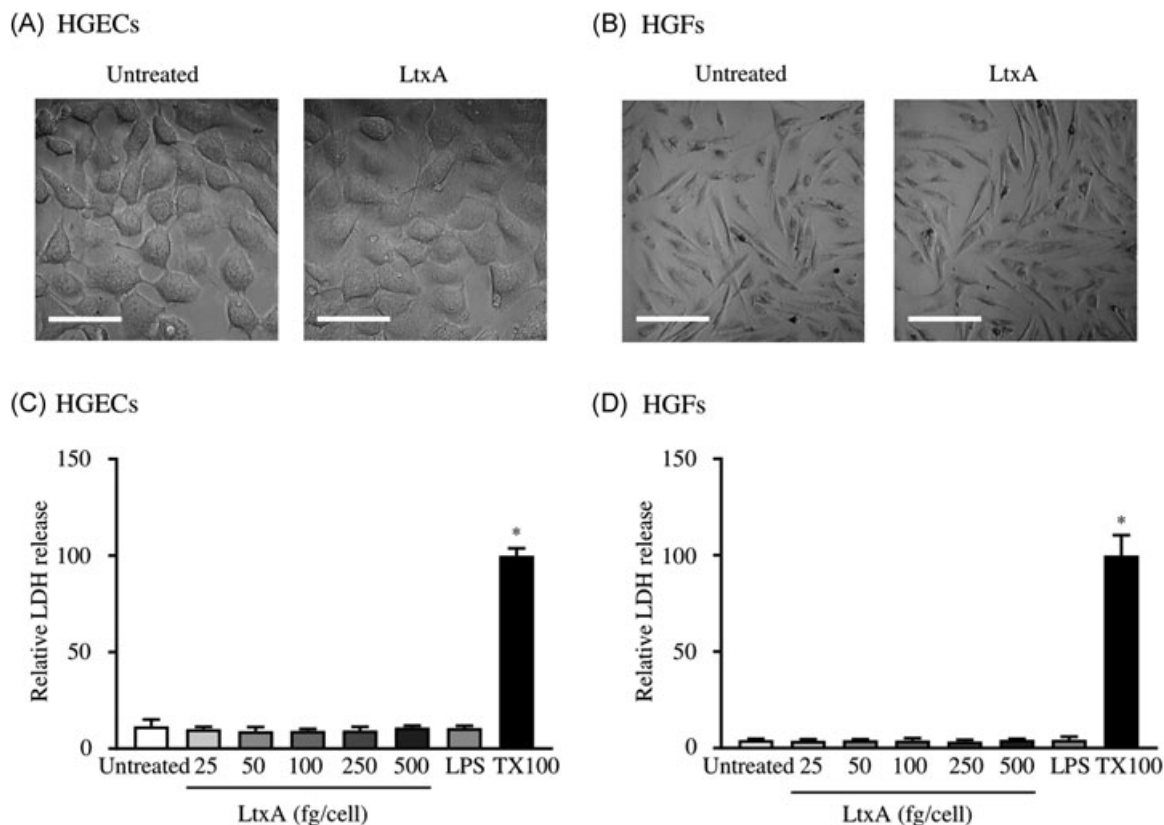 (A) HGECs
Untreated LtxA
(B) HGFs
Untreated LtxA
(C) HGECs
150
100
50
0
Relative LDH release
*
Untreated 25 50 100 250 500 LPS TX100
LtxA (fg/cell)
(D) HGFs
150
100
50
0
Relative LDH release
*
Untreated 25 50 100 250 500 LPS TX100
LtxA (fg/cell)